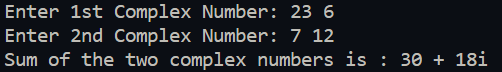 Enter 1st Complex Number: 23 6
Enter 2nd Complex Number: 7 12
Sum of the two complex numbers is : 30 + 18i